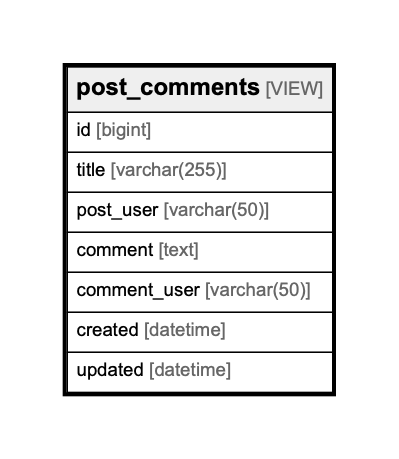 post_comments [VIEW]
id [bigint]
title [varchar(255)]
post_user [varchar(50)]
comment [text]
comment_user [varchar(50)]
created [datetime]
updated [datetime]